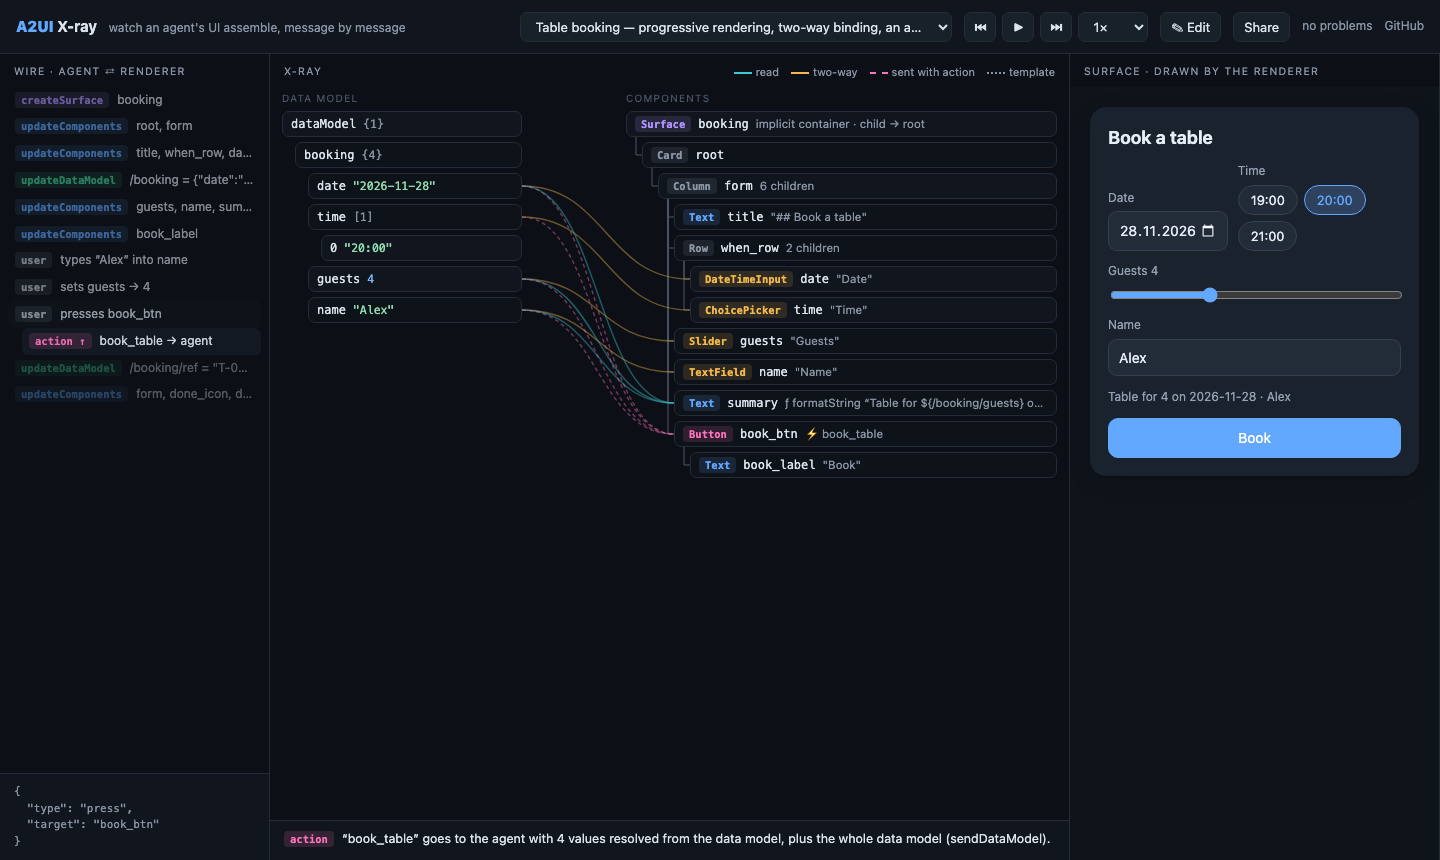 A2UI X-ray watch an agent's UI assemble, message by message
Table booking — progressive rendering, two-way binding, an a...
1×
✎ Edit
Share
no problems
GitHub
WIRE · AGENT ⇄ RENDERER
createSurface booking
updateComponents root, form
updateComponents title, when_row, da...
updateDataModel /booking = {"date":"...
updateComponents guests, name, sum...
updateComponents book_label
user types “Alex” into name
user sets guests → 4
user presses book_btn
action ↑ book_table → agent
updateDataModel /booking/ref = "T-0...
updateComponents form, done_icon, d...
{
"type": "press",
"target": "book_btn"
}
X-RAY
read
two-way
sent with action
template
DATA MODEL
dataModel {1}
booking {4}
date "2026-11-28"
time [1]
0 "20:00"
guests 4
name "Alex"
COMPONENTS
Surface booking implicit container · child → root
Card root
Column form 6 children
Text title "## Book a table"
Row when_row 2 children
DateTimeInput date "Date"
ChoicePicker time "Time"
Slider guests "Guests"
TextField name "Name"
Text summary ƒ formatString “Table for ${/booking/guests} o...
Button book_btn ⚡ book_table
Text book_label "Book"
action “book_table” goes to the agent with 4 values resolved from the data model, plus the whole data model (sendDataModel).
SURFACE · DRAWN BY THE RENDERER
Book a table
Date
28.11.2026
Time
19:00 20:00
21:00
Guests 4
Name
Alex
Table for 4 on 2026-11-28 · Alex
Book